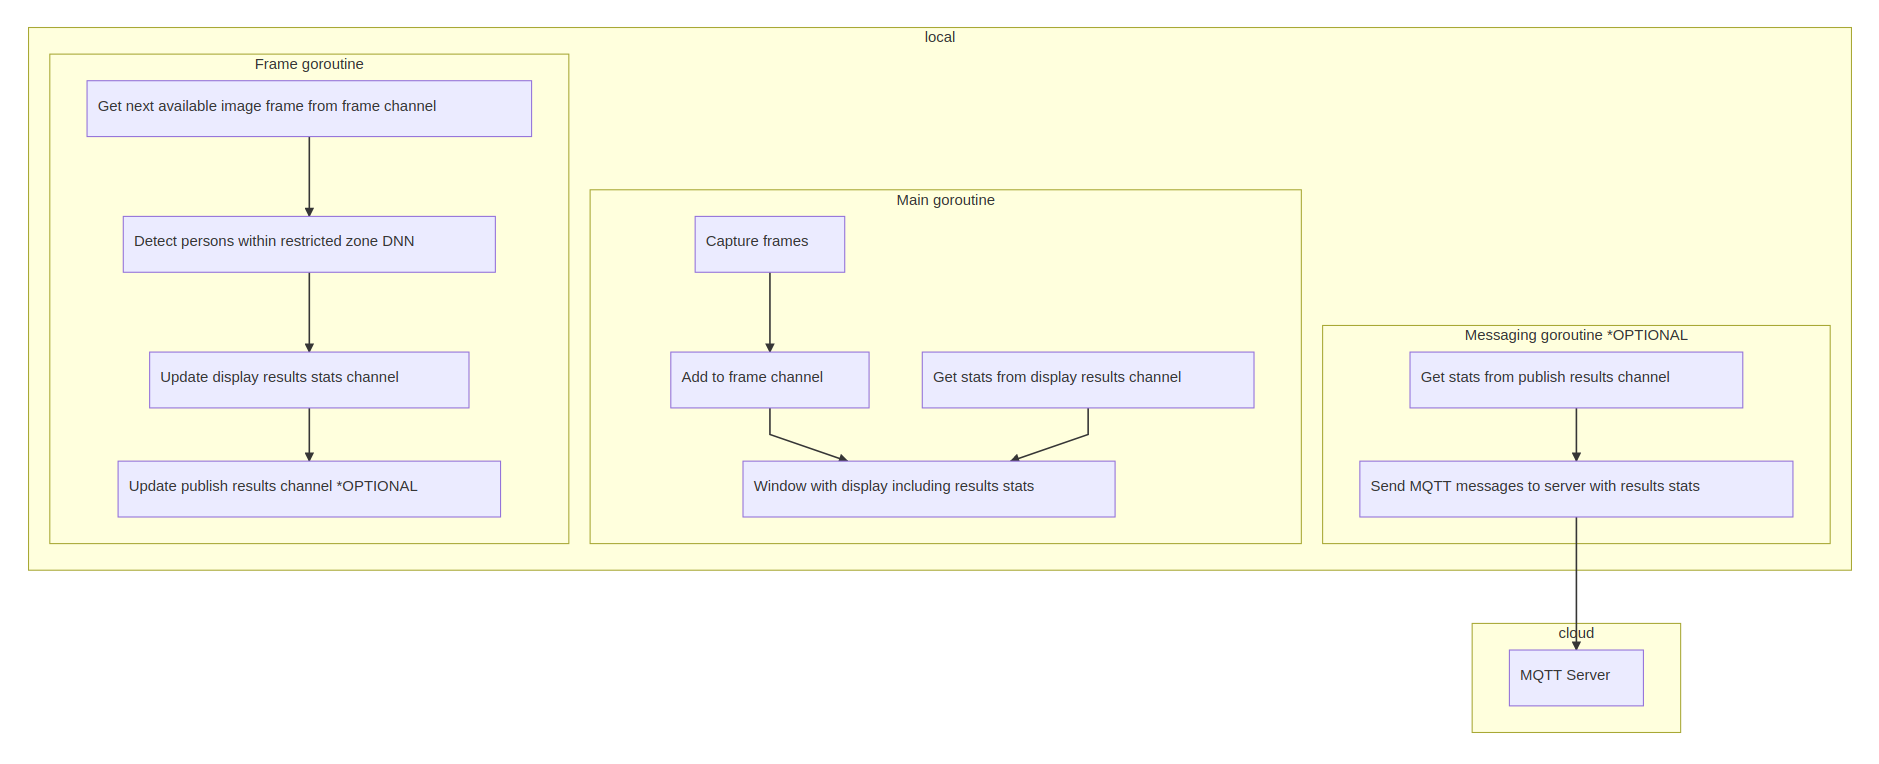 local
Frame goroutine
Get next available image frame from frame channel
Detect persons within restricted zone DNN
Update display results stats channel
Update publish results channel *OPTIONAL
Main goroutine
Capture frames
Add to frame channel
Get stats from display results channel
Window with display including results stats
Messaging goroutine *OPTIONAL
Get stats from publish results channel
Send MQTT messages to server with results stats
cloud
MQTT Server